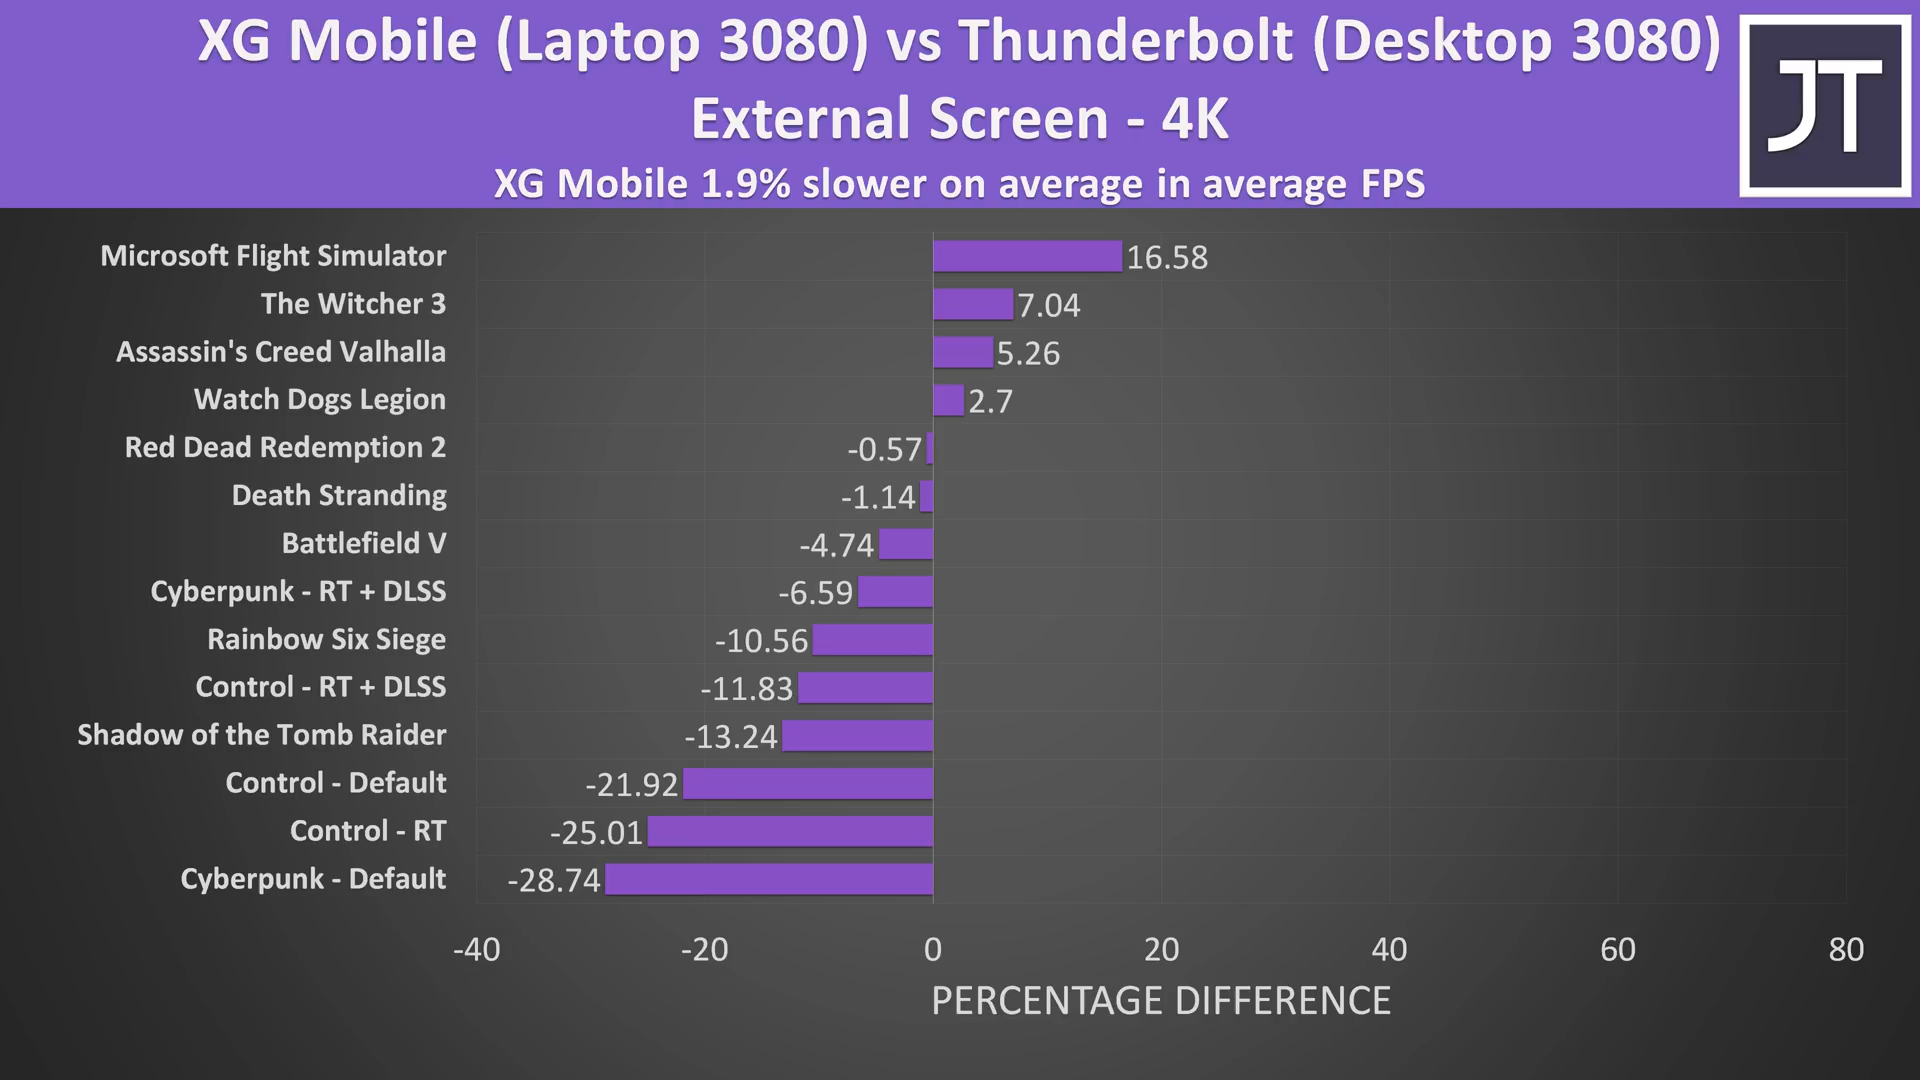 XG Mobile (Laptop 3080) vs Thunderbolt (Desktop 3080)
External Screen - 4K
XG Mobile 1.9% slower on average in average FPS
JT
Microsoft Flight Simulator 16.58
The Witcher 3 7.04
Assassin's Creed Valhalla 5.26
Watch Dogs Legion 2.7
Red Dead Redemption 2 -0.57
Death Stranding -1.14
Battlefield V -4.74
Cyberpunk - RT + DLSS -6.59
Rainbow Six Siege -10.56
Control - RT + DLSS -11.83
Shadow of the Tomb Raider -13.24
Control - Default -21.92
Control - RT -25.01
Cyberpunk - Default -28.74
-40 -20 0 20 40 60 80
PERCENTAGE DIFFERENCE